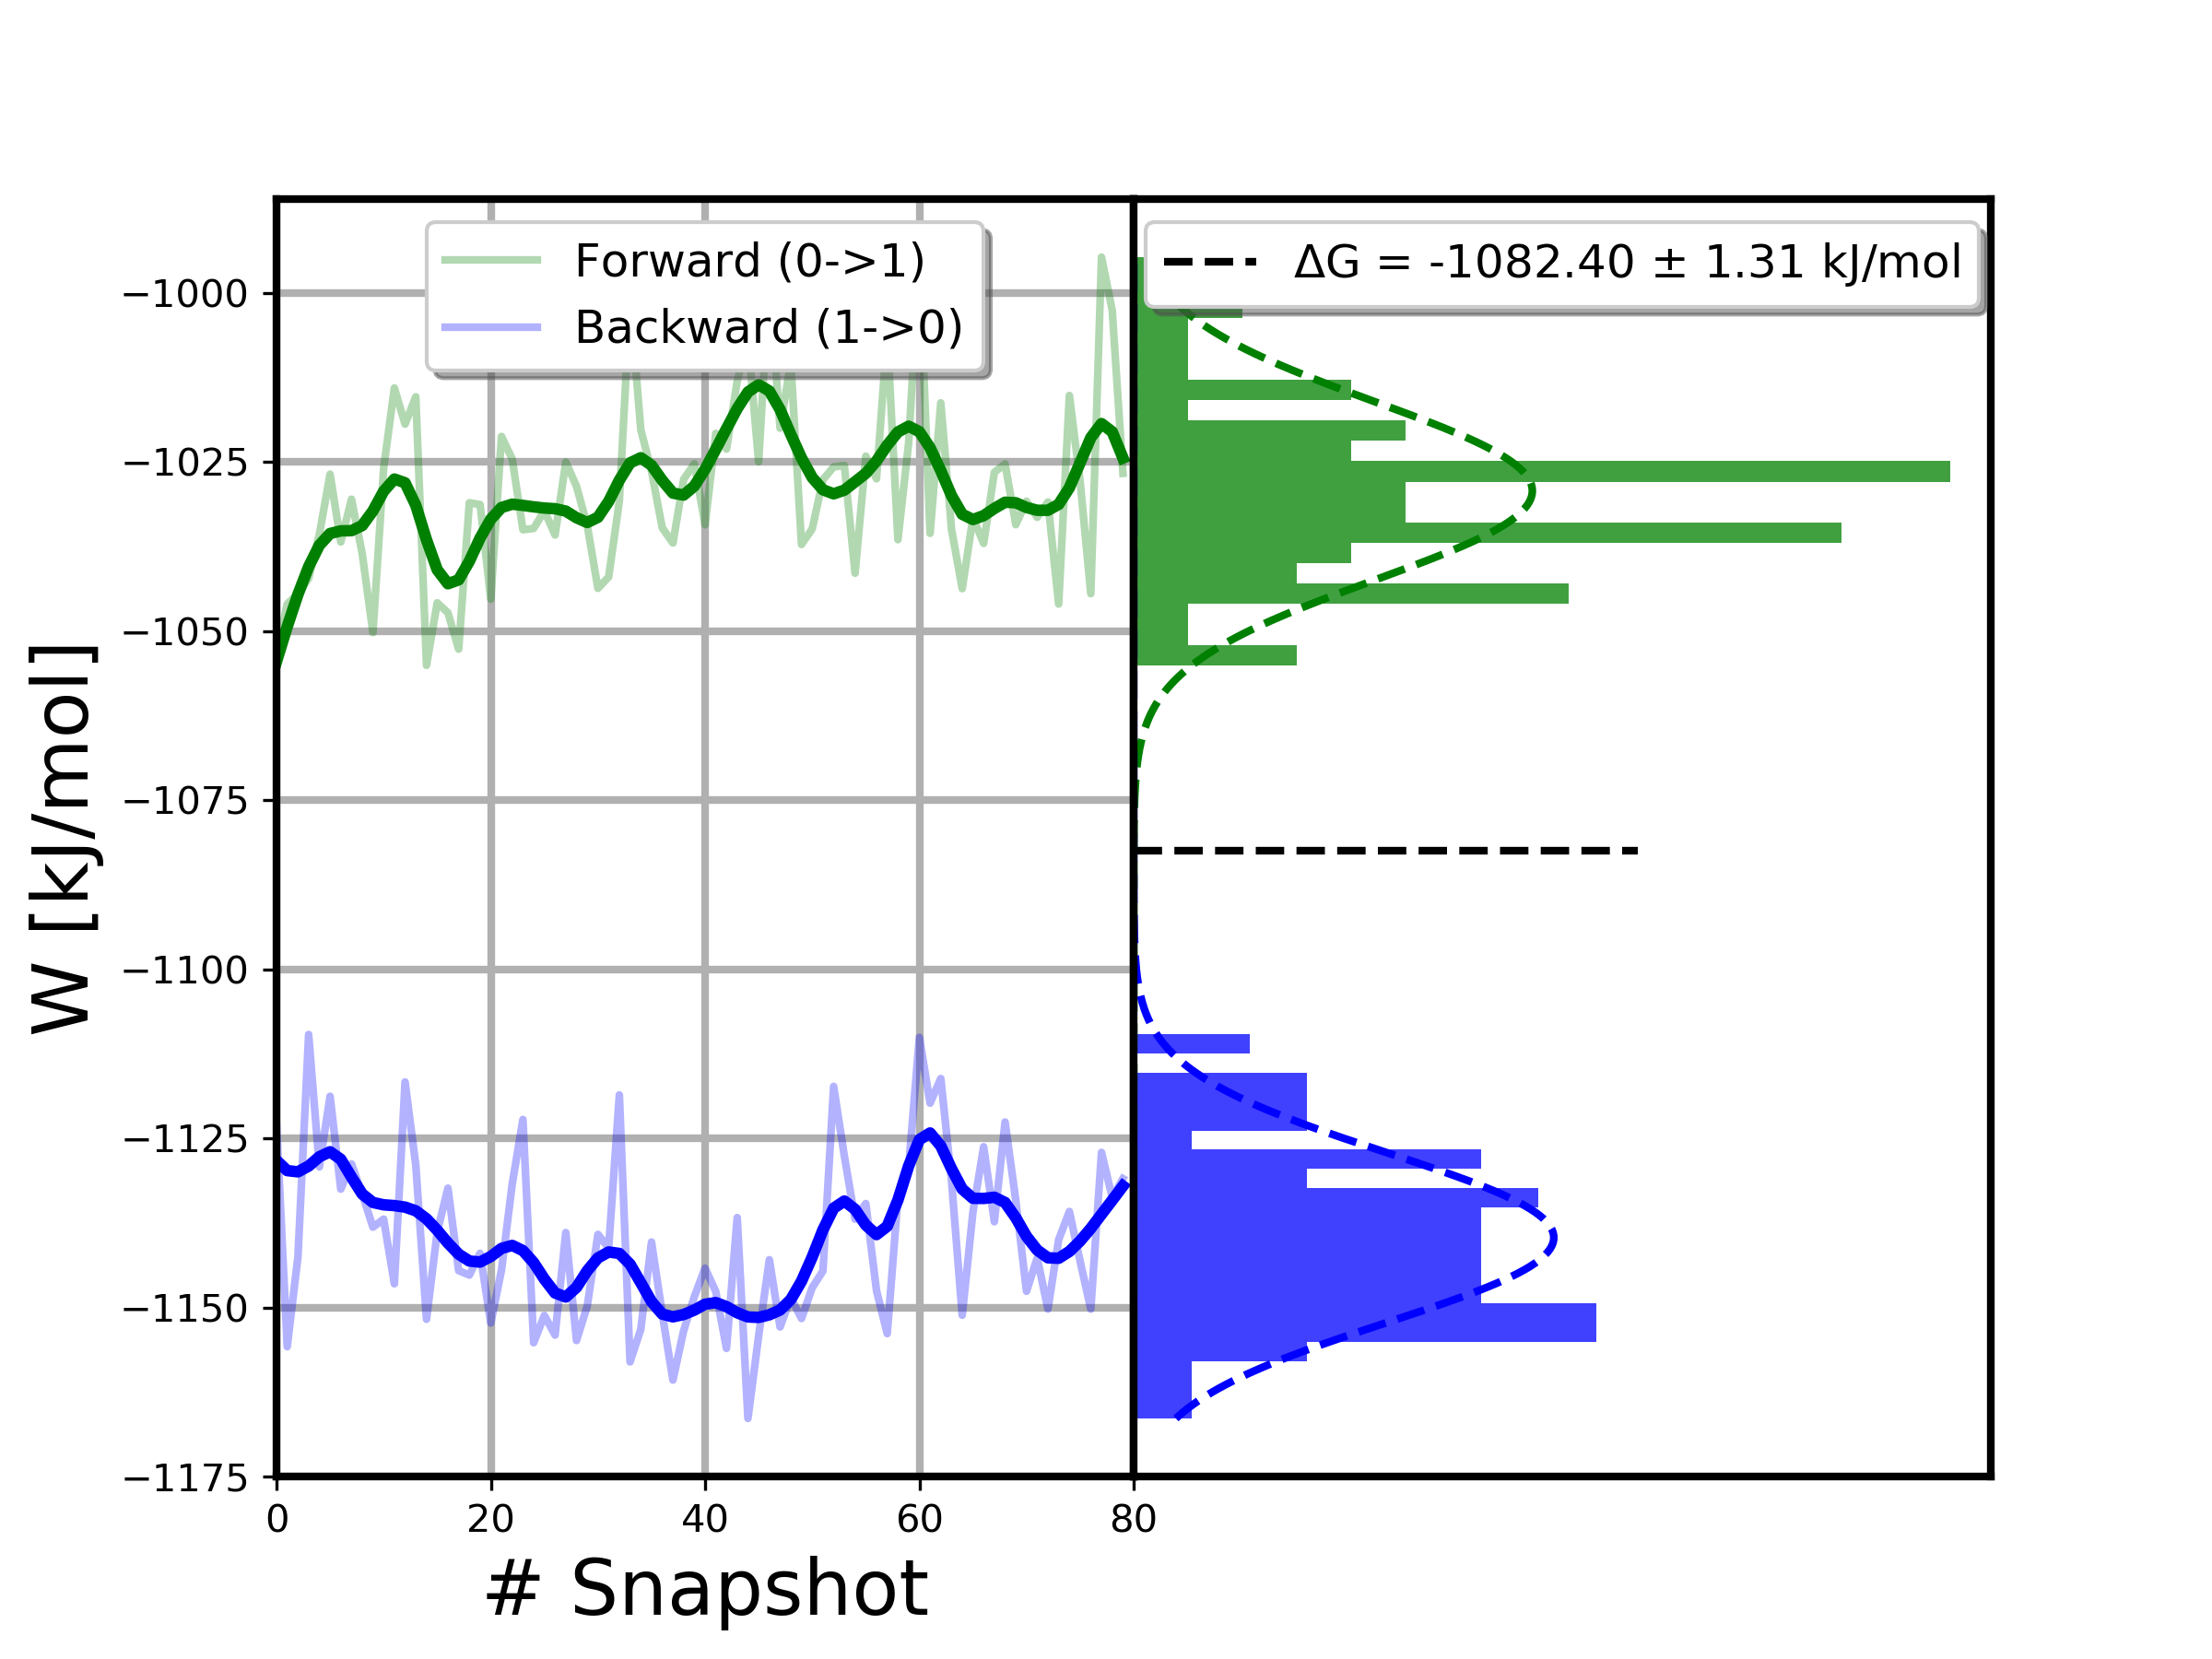 Forward (0->1)
Backward (1->0)
ΔG = -1082.40 ± 1.31 kJ/mol
−1000
−1025
−1050
−1075
−1100
−1125
−1150
−1175
W [kJ/mol]
0 20 40 60 80
# Snapshot